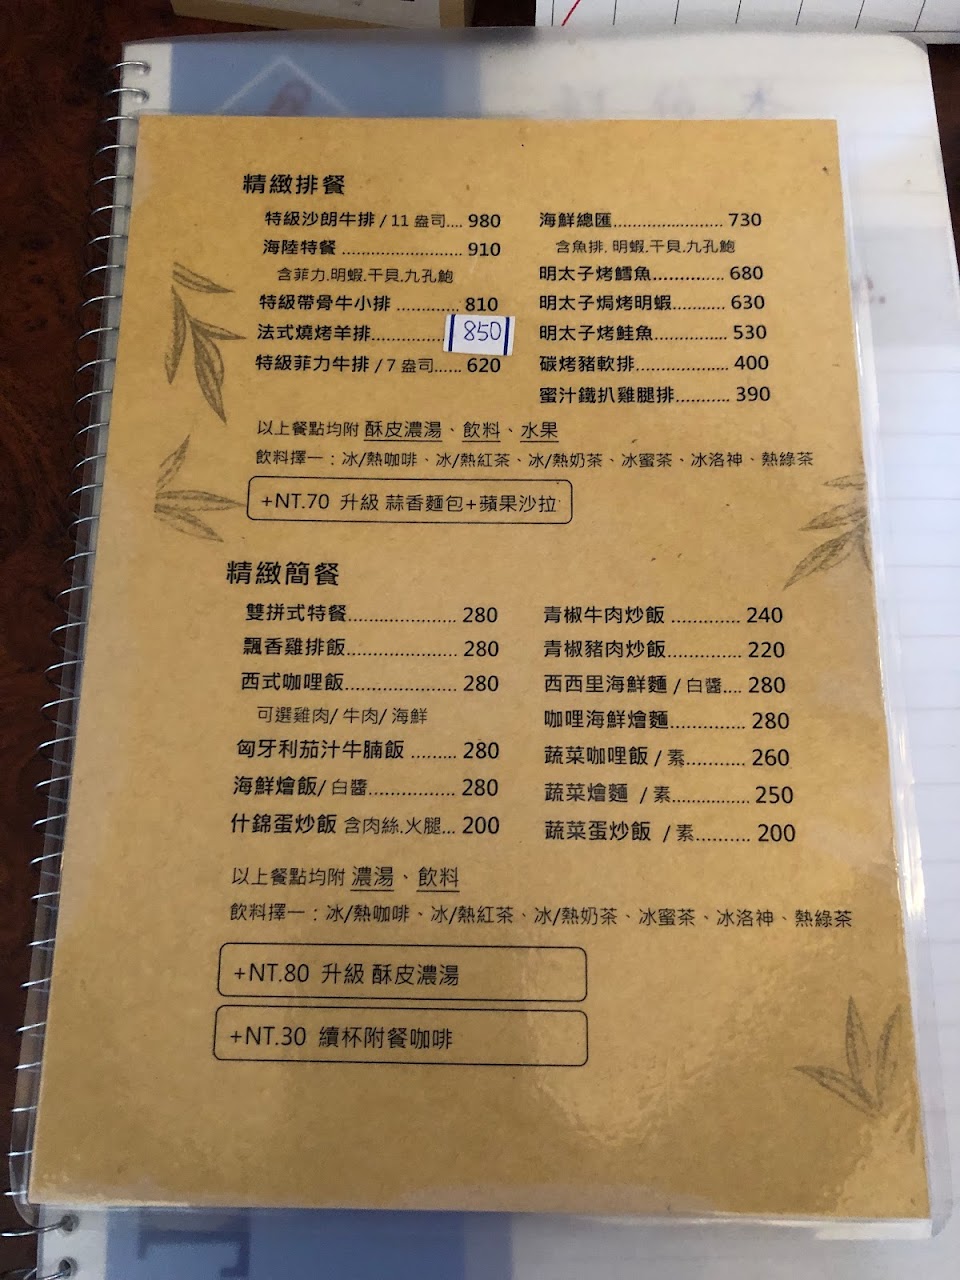 精緻排餐
特級沙朗牛排 / 11 盎司.... 980
海陸特餐 .................... 910
含菲力.明蝦.干貝.九孔鮑
特級帶骨牛小排 ............. 810
法式燒烤羊排............... 850
特級菲力牛排 / 7 盎司...... 620
海鮮總匯...................... 730
含魚排. 明蝦.干貝.九孔鮑
明太子烤鱈魚.............. 680
明太子焗烤明蝦........... 630
明太子烤鮭魚.............. 530
碳烤豬軟排................... 400
蜜汁鐵扒雞腿排........... 390
以上餐點均附 酥皮濃湯、飲料、水果
飲料擇一：冰/熱咖啡、冰/熱紅茶、冰/熱奶茶、冰蜜茶、冰洛神、熱綠茶
+NT.70 升級 蒜香麵包+蘋果沙拉
精緻簡餐
雙拼式特餐..................... 280
飄香雞排飯..................... 280
西式咖哩飯..................... 280
可選雞肉/ 牛肉/ 海鮮
匈牙利茄汁牛腩飯 ......... 280
海鮮燴飯/ 白醬................ 280
什錦蛋炒飯 含肉絲.火腿... 200
青椒牛肉炒飯 ............. 240
青椒豬肉炒飯.............. 220
西西里海鮮麵 / 白醬.... 280
咖哩海鮮燴麵.............. 280
蔬菜咖哩飯 / 素........... 260
蔬菜燴麵 / 素............... 250
蔬菜蛋炒飯 / 素.......... 200
以上餐點均附 濃湯、飲料
飲料擇一：冰/熱咖啡、冰/熱紅茶、冰/熱奶茶、冰蜜茶、冰洛神、熱綠茶
+NT.80 升級 酥皮濃湯
+NT.30 續杯附餐咖啡